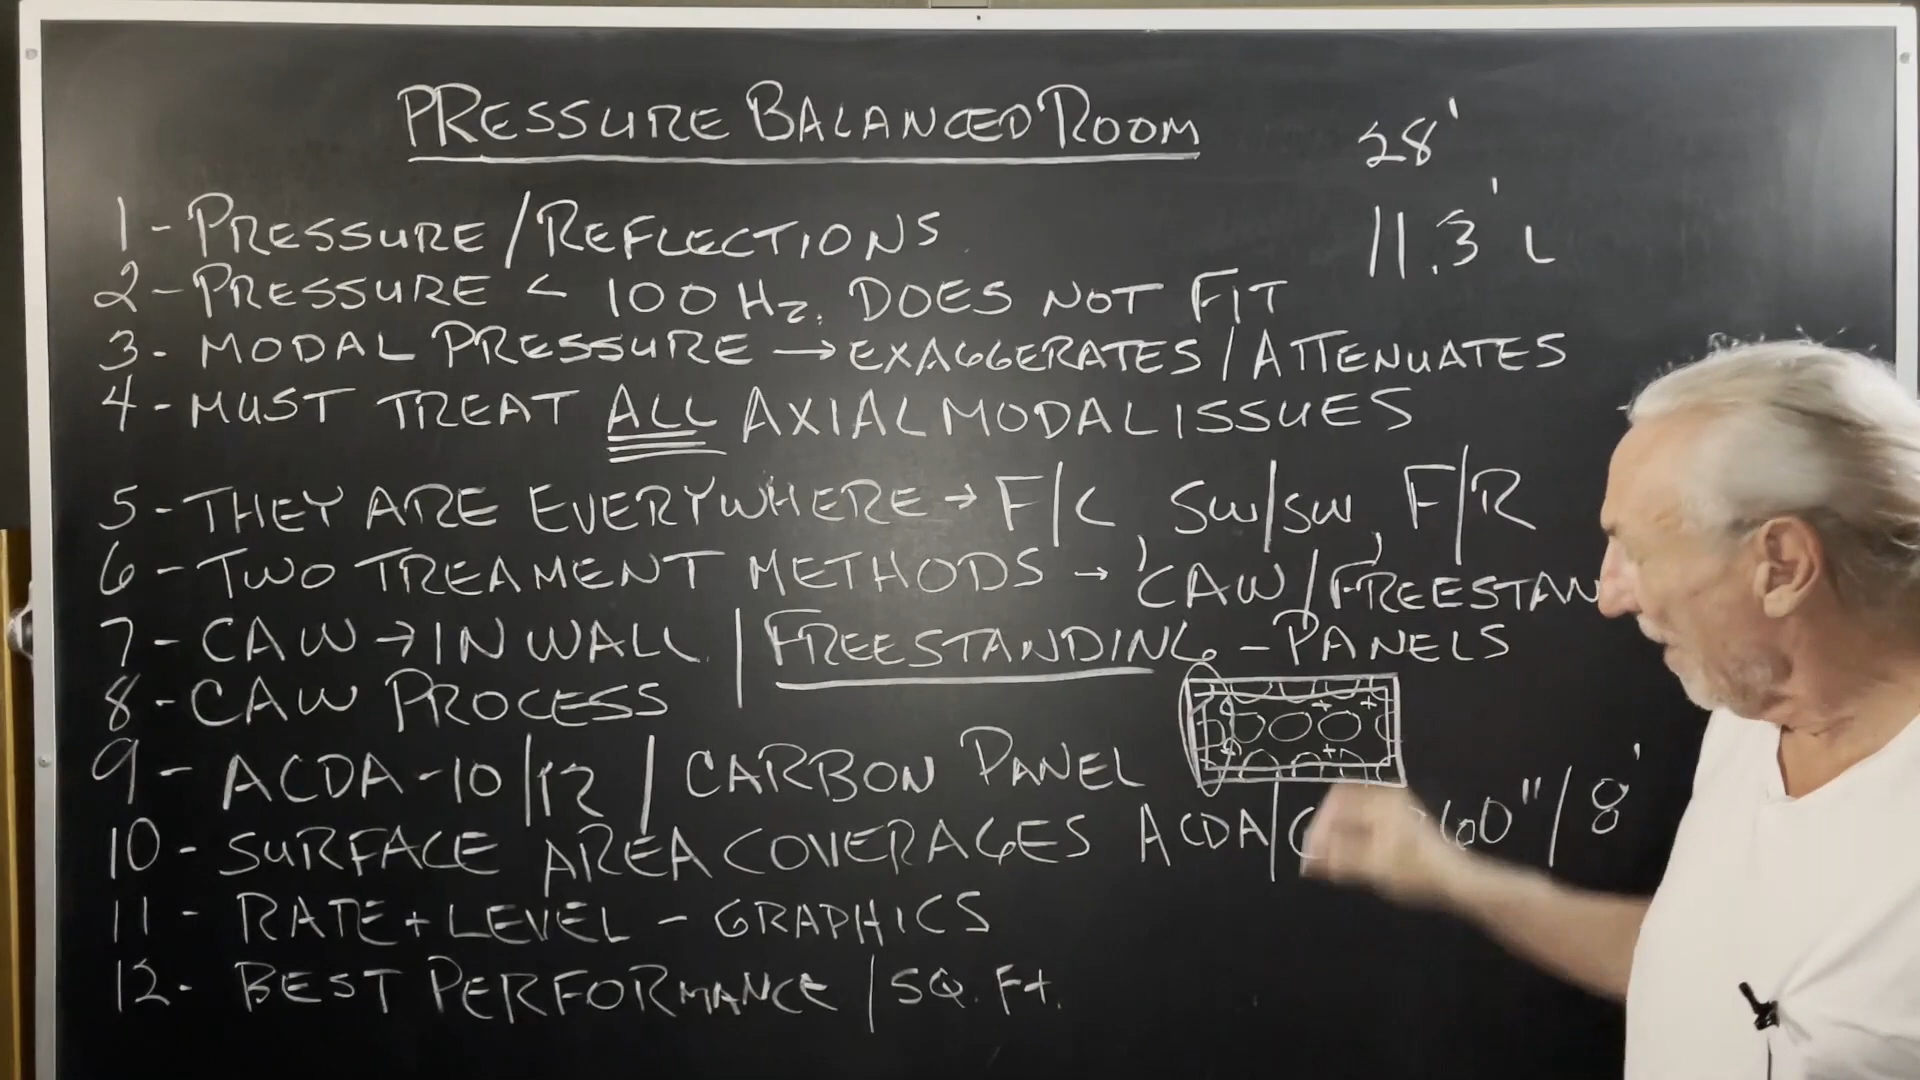 PRESSURE BALANCED ROOM
28'
11.3' L
1 - PRESSURE / REFLECTIONS
2 - PRESSURE < 100 Hz. DOES NOT FIT
3 - MODAL PRESSURE → EXAGGERATES / ATTENUATES
4 - MUST TREAT ALL AXIAL MODAL ISSUES
5 - THEY ARE EVERYWHERE → F/C, SW/SW, F/R
6 - TWO TREAMENT METHODS → CAW / FREESTAN
7 - CAW → IN WALL | FREESTANDING - PANELS
8 - CAW PROCESS
9 - ACDA-10/12 / CARBON PANEL
10 - SURFACE AREA COVERAGES ACDA / 60" / 8'
11 - RATE + LEVEL - GRAPHICS
12 - BEST PERFORMANCE / SQ. Ft.